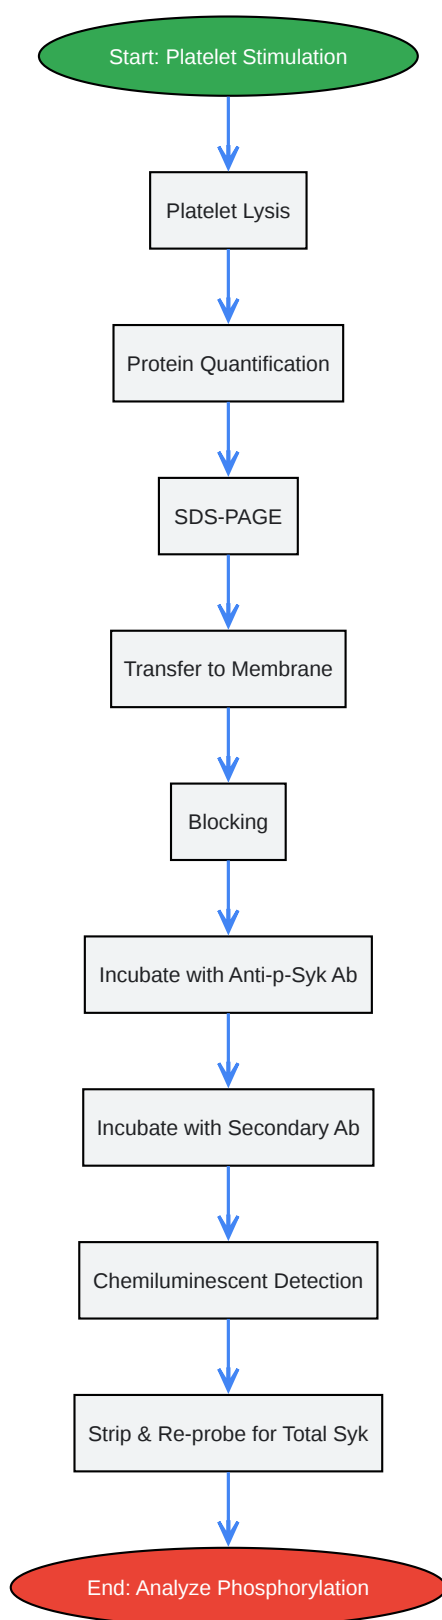 Start: Platelet Stimulation
Platelet Lysis
Protein Quantification
SDS-PAGE
Transfer to Membrane
Blocking
Incubate with Anti-p-Syk Ab
Incubate with Secondary Ab
Chemiluminescent Detection
Strip & Re-probe for Total Syk
End: Analyze Phosphorylation